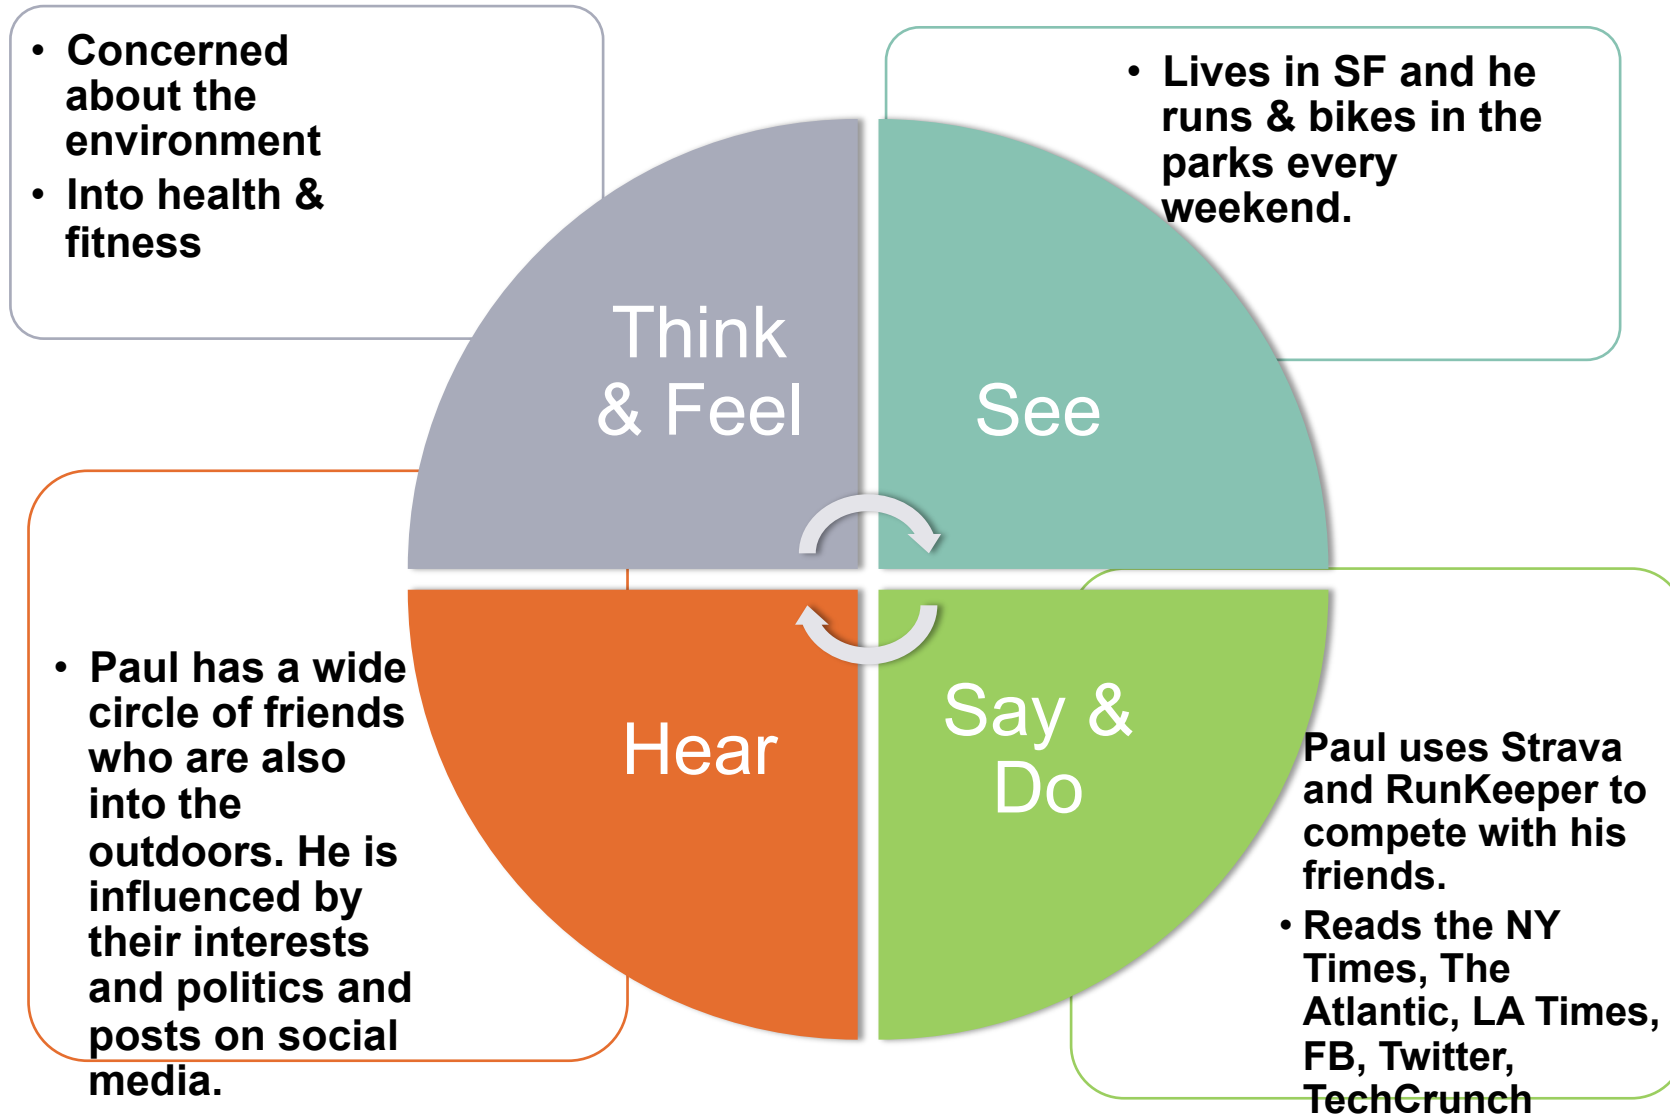 • Concerned
about the
environment
• Into health &
fitness
• Lives in SF and he
runs & bikes in the
parks every
weekend.
Think
& Feel
See
• Paul has a wide
circle of friends
who are also
into the
outdoors. He is
influenced by
their interests
and politics and
posts on social
media.
Hear
Say &
Do
Paul uses Strava
and RunKeeper to
compete with his
friends.
• Reads the NY
Times, The
Atlantic, LA Times,
FB, Twitter,
TechCrunch